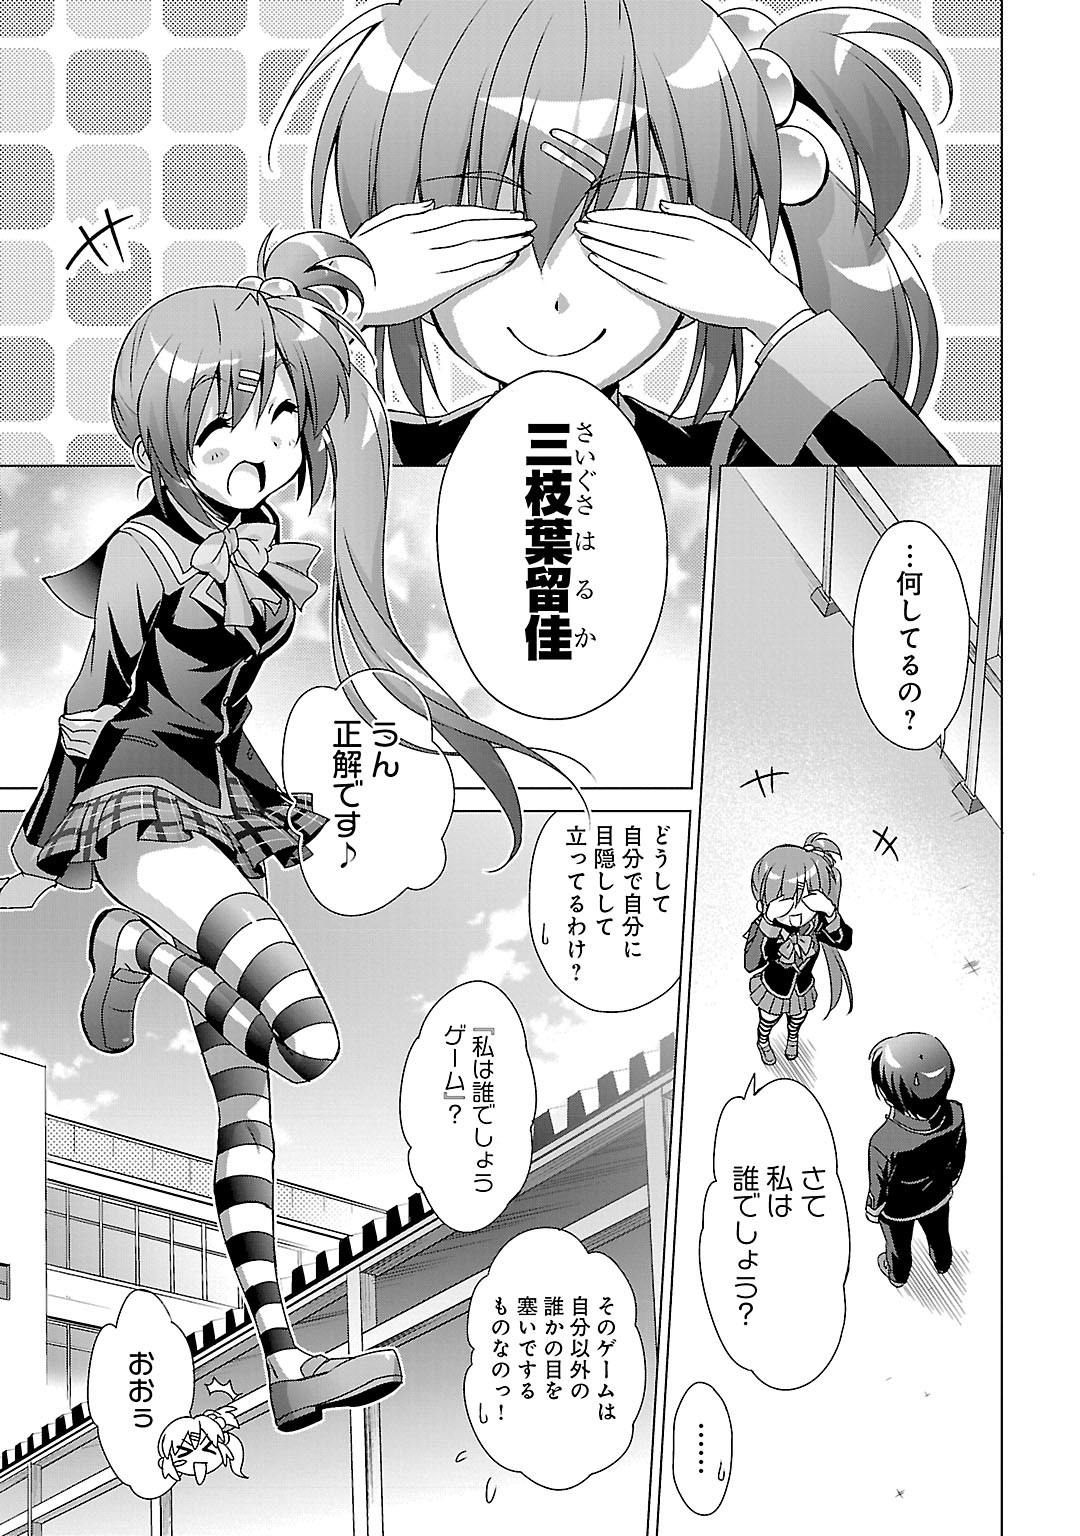 …何してるの？
さて
私は
誰でしょう？
……
三枝葉留佳
さいぐさはるか
うん
正解です♪
どうして
自分で自分に
目隠しして
立ってるわけ？
『私は誰でしょう
ゲーム』？
そのゲームは
自分以外の
誰かの目を
塞いでする
ものなのっ！
おおぅ